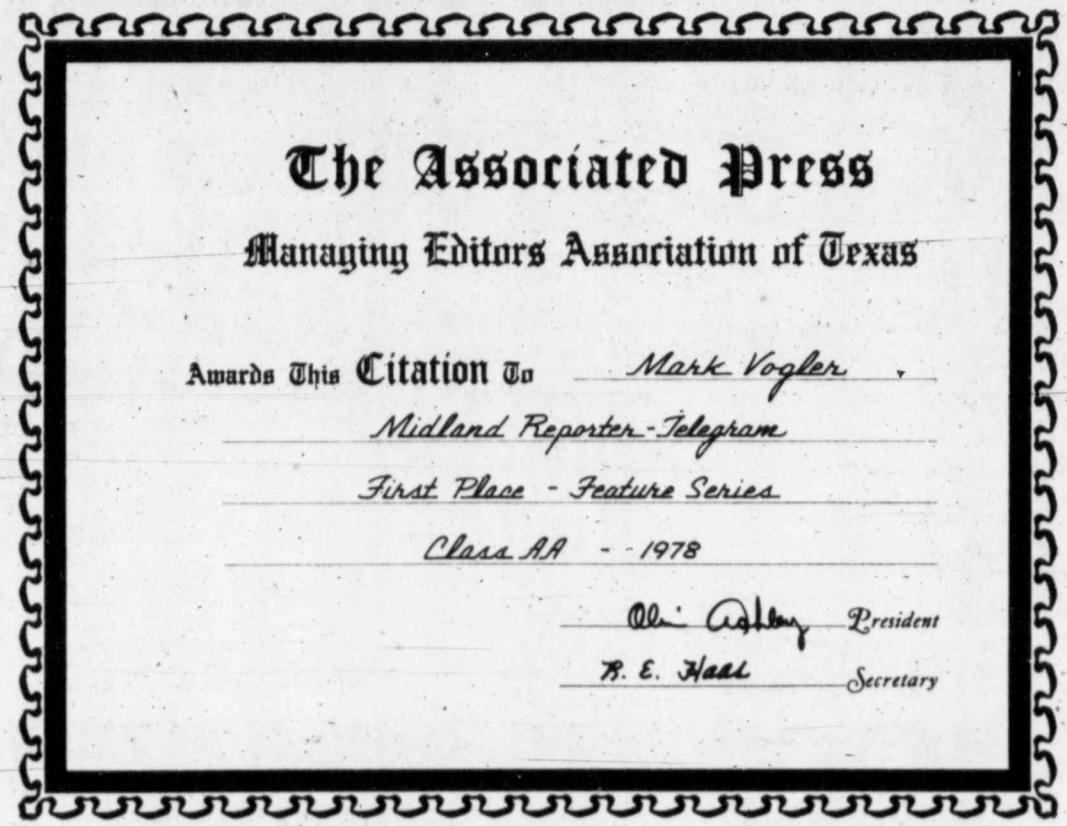 The Associated Press
Managing Editors Association of Texas
Awards This Citation To Mark Vogler
Midland Reporter-Telegram
First Place - Feature Series
Class AA - - 1978
Ashley President
R. E. Haas Secretary